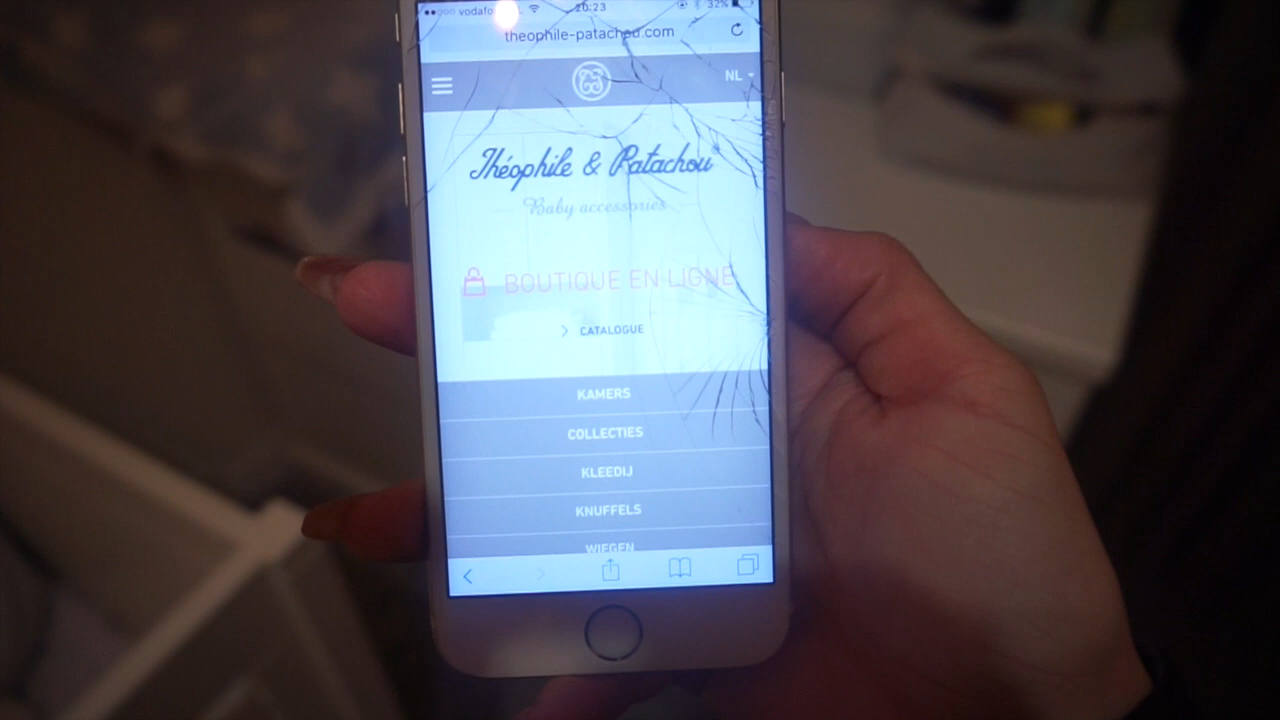 20:23 32%
theophile-patachou.com
NL
Théophile & Patachou
Baby accessories
BOUTIQUE EN LIGNE
CATALOGUE
KAMERS
COLLECTIES
KLEEDIJ
KNUFFELS
WIEGEN